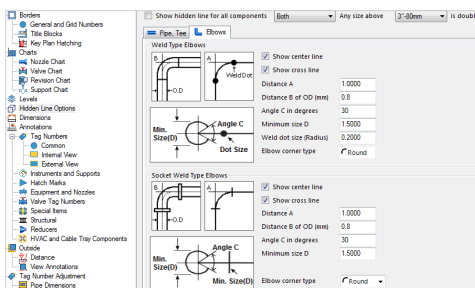 Borders
General and Grid Numbers
Title Blocks
Key Plan Hatching
Charts
Nozzle Chart
Valve Chart
Revision Chart
Support Chart
Levels
Hidden Line Options
Dimensions
Annotations
Tag Numbers
Common
Internal View
External View
Instruments and Supports
Hatch Marks
Equipment and Nozzles
Valve Tag Numbers
Special Items
Structural
Reducers
HVAC and Cable Tray Components
Outside
Distance
View Annotations
Tag Number Adjustment
Pipe Dimensions
Show hidden line for all components Both Any size above 3"-80mm is doubl
Pipe, Tee Elbows
Weld Type Elbows
B
O.D
A
WeldDot
Min.
Size(D)
Angle C
Dot Size
Show center line
Show cross line
Distance A 1.0000
Distance B of OD (mm) 0.8
Angle C in degrees 30
Minimum size D 1.5000
Weld dot size (Radius) 0.2000
Elbow corner type Round
Socket Weld Type Elbows
B
O.D
A
Min.
Size(D)
Angle C
Min. Size(D)
Show center line
Show cross line
Distance A 1.0000
Distance B of OD (mm) 0.8
Angle C in degrees 30
Minimum size D 1.5000
Elbow corner type Round